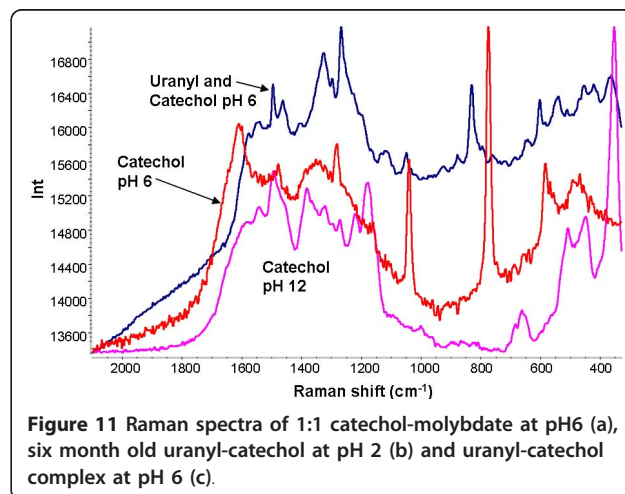 16800
16400
16000
15600
15200
14800
14400
14000
13600
Int
Uranyl and
Catechol pH 6
Catechol
pH 6
Catechol
pH 12
2000 1800 1600 1400 1200 1000 800 600 400
Raman shift (cm⁻¹)
Figure 11 Raman spectra of 1:1 catechol-molybdate at pH6 (a),
six month old uranyl-catechol at pH 2 (b) and uranyl-catechol
complex at pH 6 (c).